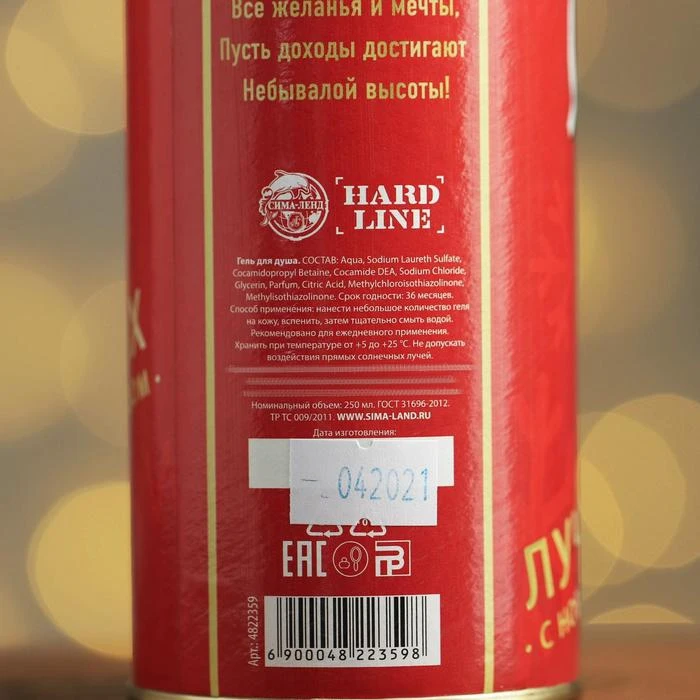 Все желанья и мечты,
Пусть доходы достигают
Небывалой высоты!
СИМА-ЛЕНД
HARD
LINE
Гель для душа. СОСТАВ: Aqua, Sodium Laureth Sulfate,
Cocamidopropyl Betaine, Cocamide DEA, Sodium Chloride,
Glycerin, Parfum, Citric Acid, Methylchloroisothiazolinone,
Methylisothiazolinone. Срок годности: 36 месяцев.
Способ применения: нанести небольшое количество геля
на кожу, вспенить, затем тщательно смыть водой.
Рекомендовано для ежедневного применения.
Хранить при температуре от +5 до +25 °C. Не допускать
воздействия прямых солнечных лучей.
Номинальный объем: 250 мл. ГОСТ 31696-2012.
ТР ТС 009/2011. WWW.SIMA-LAND.RU
Дата изготовления:
042021
EAC
Арт.: 4822359
6 900048 223598
ЛУЧ